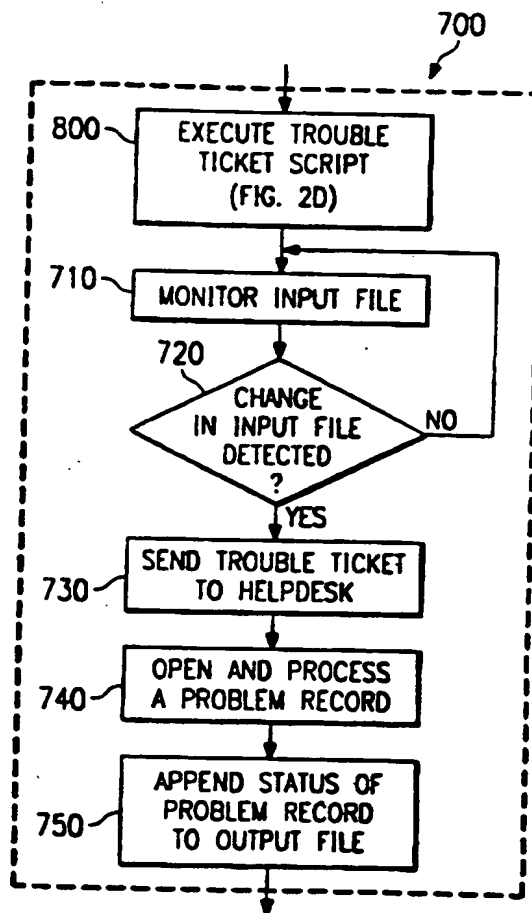 700
800
EXECUTE TROUBLE
TICKET SCRIPT
(FIG. 2D)
710
MONITOR INPUT FILE
720
CHANGE
IN INPUT FILE
DETECTED
?
NO
YES
730
SEND TROUBLE TICKET
TO HELPDESK
740
OPEN AND PROCESS
A PROBLEM RECORD
750
APPEND STATUS OF
PROBLEM RECORD
TO OUTPUT FILE